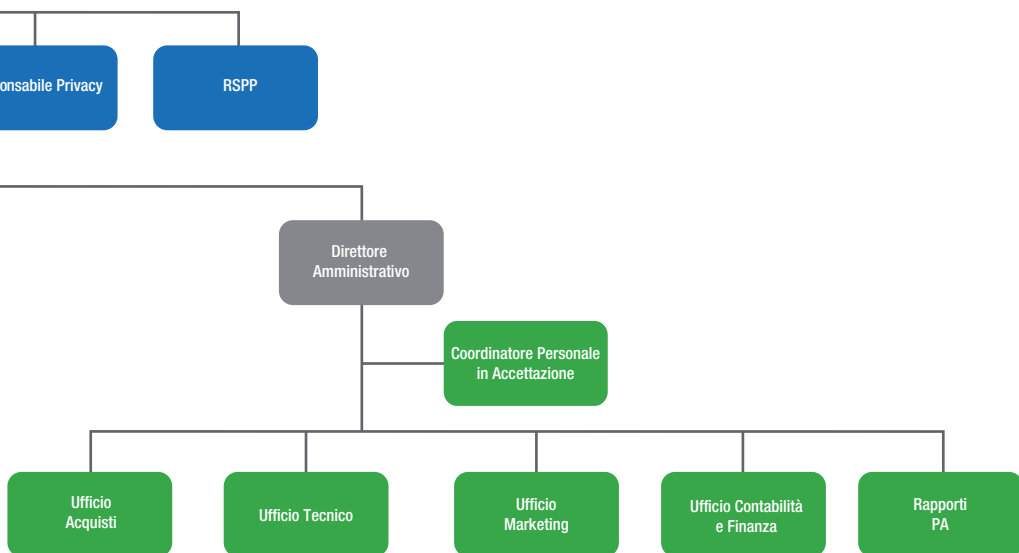 onsabile Privacy
RSPP
Direttore
Amministrativo
Coordinatore Personale
in Accettazione
Ufficio
Acquisti
Ufficio Tecnico
Ufficio
Marketing
Ufficio Contabilità
e Finanza
Rapporti
PA